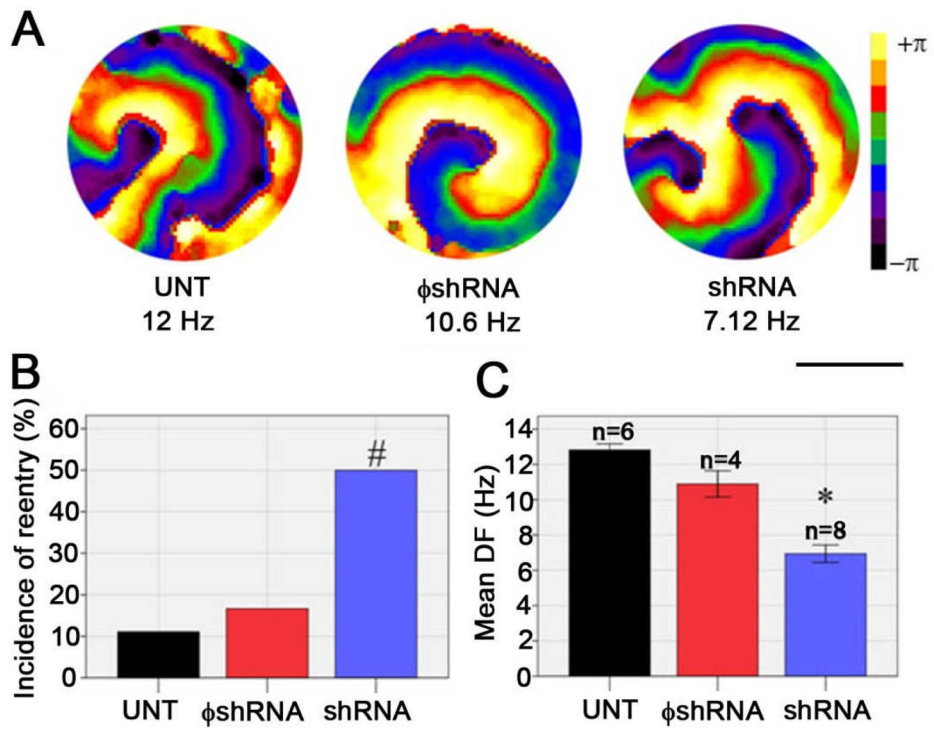 A
+π
−π
UNT
ϕshRNA
shRNA
12 Hz
10.6 Hz
7.12 Hz
B
Incidence of reentry (%)
60
50
40
30
20
10
0
#
UNT
ϕshRNA
shRNA
C
Mean DF (Hz)
14
12
10
8
6
4
2
0
n=6
n=4
*
n=8
UNT
ϕshRNA
shRNA